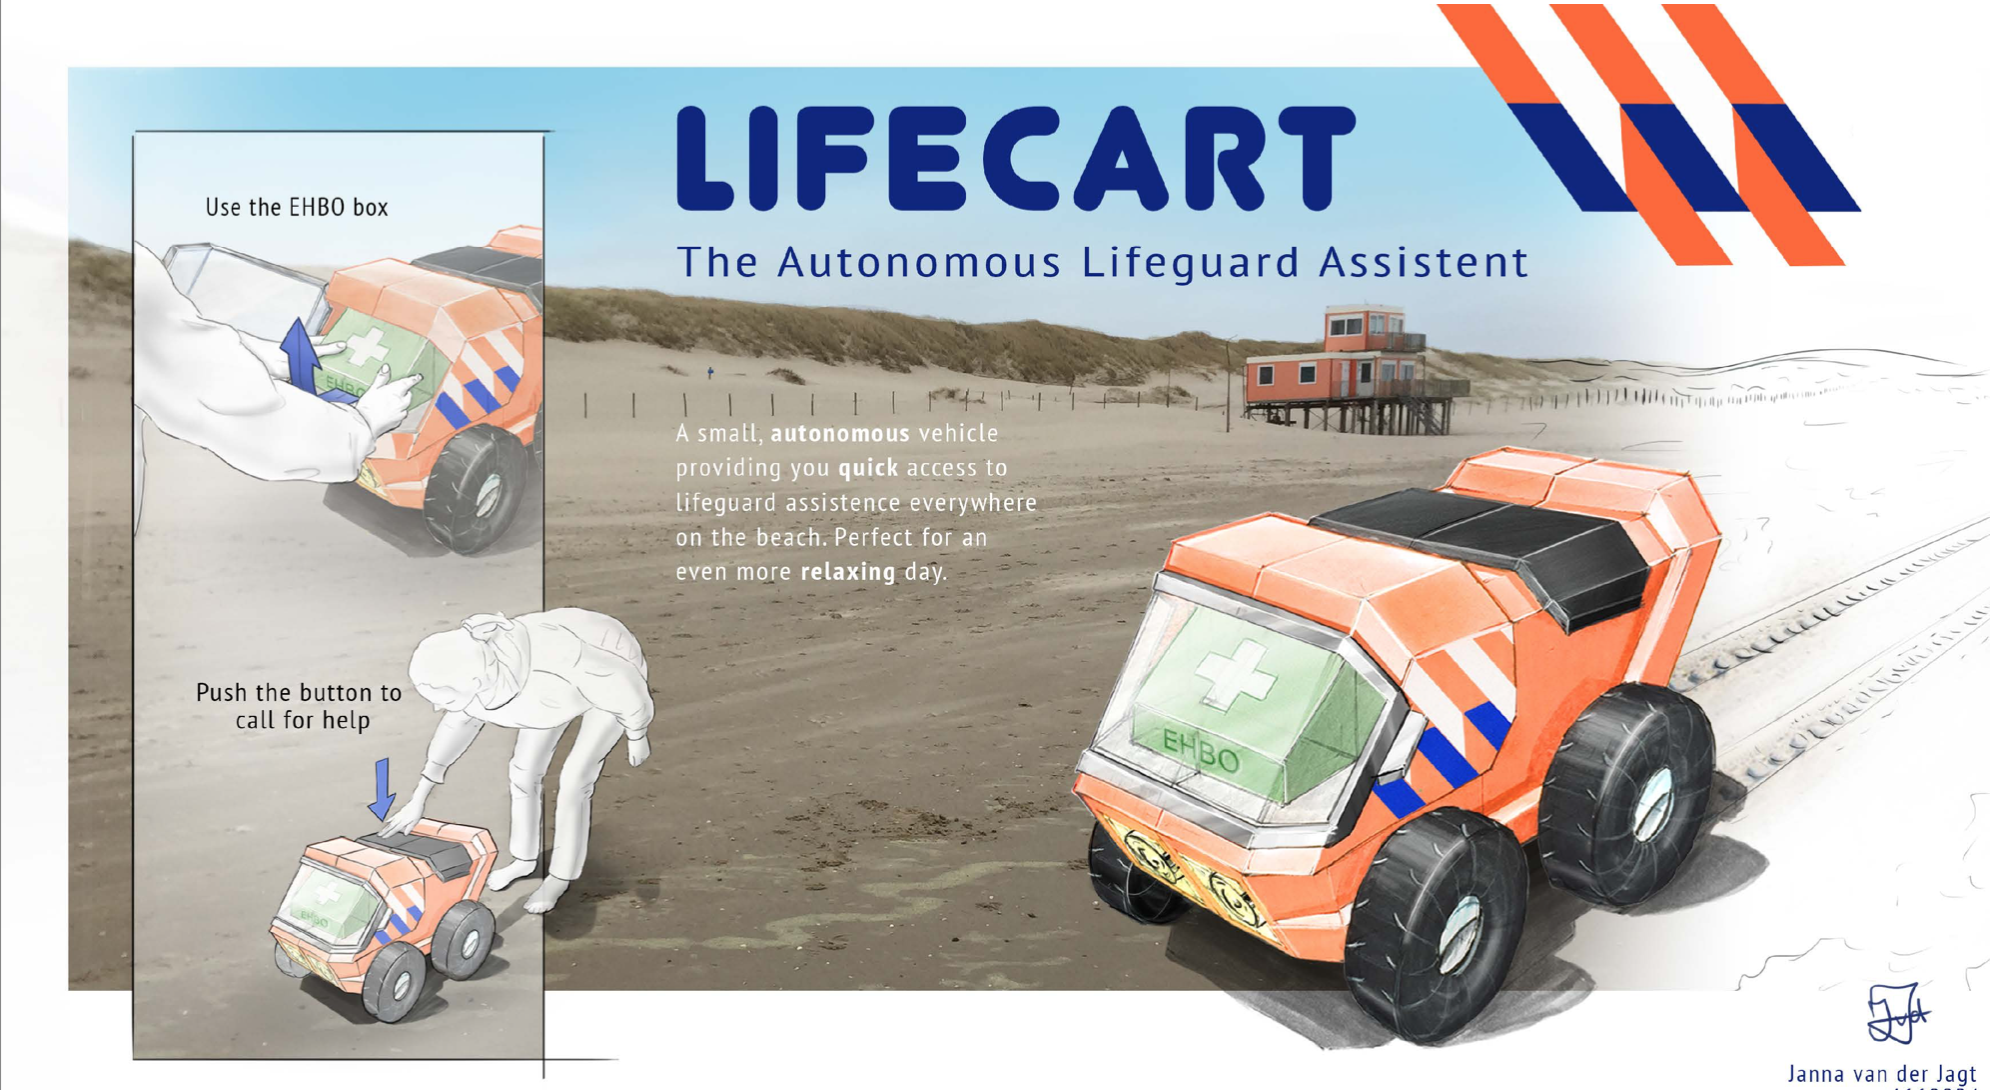 LIFECART
The Autonomous Lifeguard Assistent
Use the EHBO box
EHBO
A small, autonomous vehicle
providing you quick access to
lifeguard assistence everywhere
on the beach. Perfect for an
even more relaxing day.
EHBO
Push the button to
call for help
EHBO
Janna van der Jagt